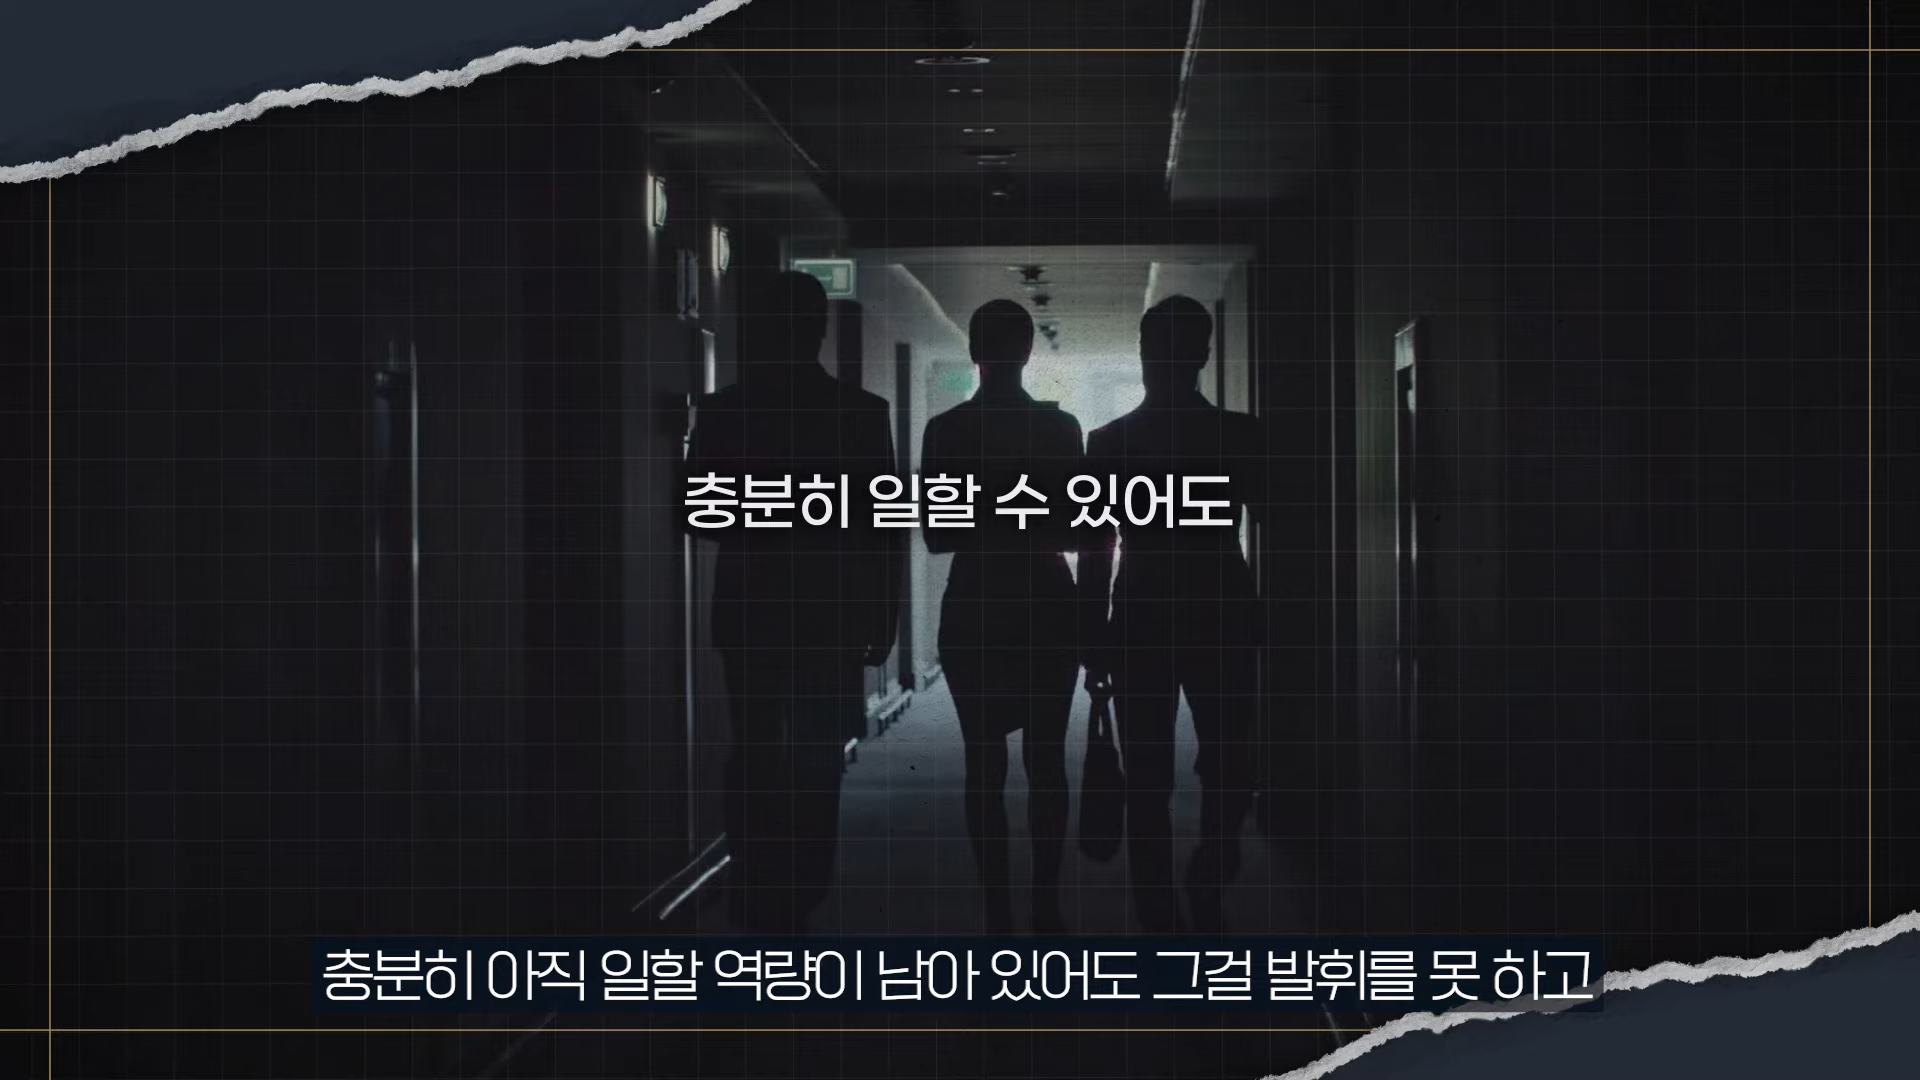 충분히 일할 수 있어도
충분히 아직 일할 역량이 남아 있어도 그걸 발휘를 못 하고